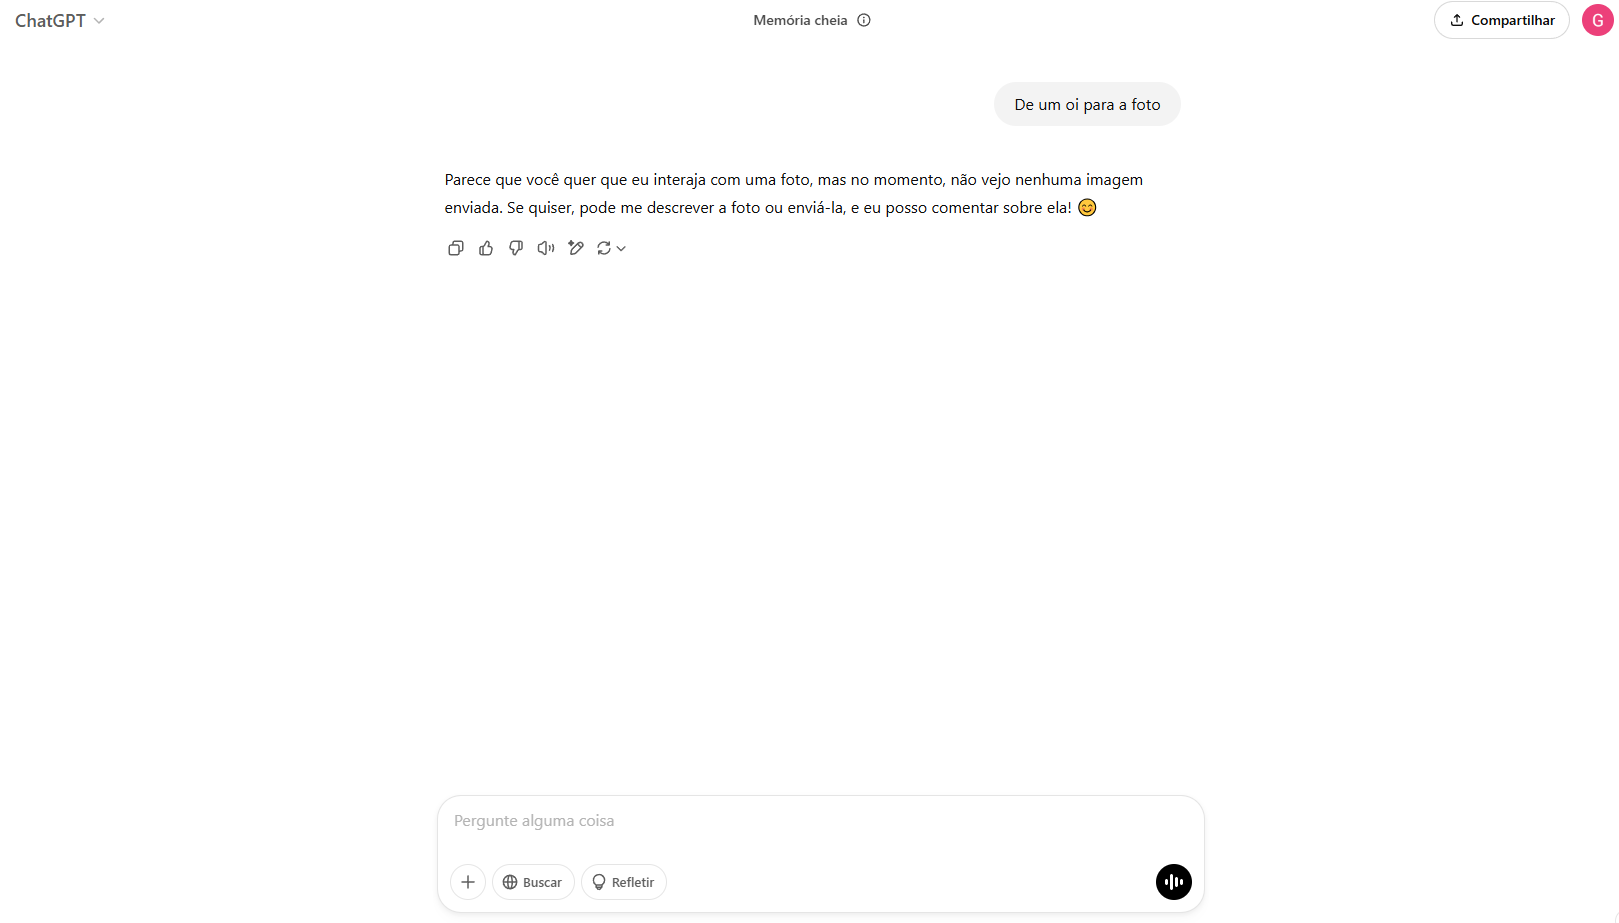 ChatGPT
Memória cheia
Compartilhar
G
De um oi para a foto
Parece que você quer que eu interaja com uma foto, mas no momento, não vejo nenhuma imagem
enviada. Se quiser, pode me descrever a foto ou enviá-la, e eu posso comentar sobre ela! 😊
Pergunte alguma coisa
Buscar
Refletir